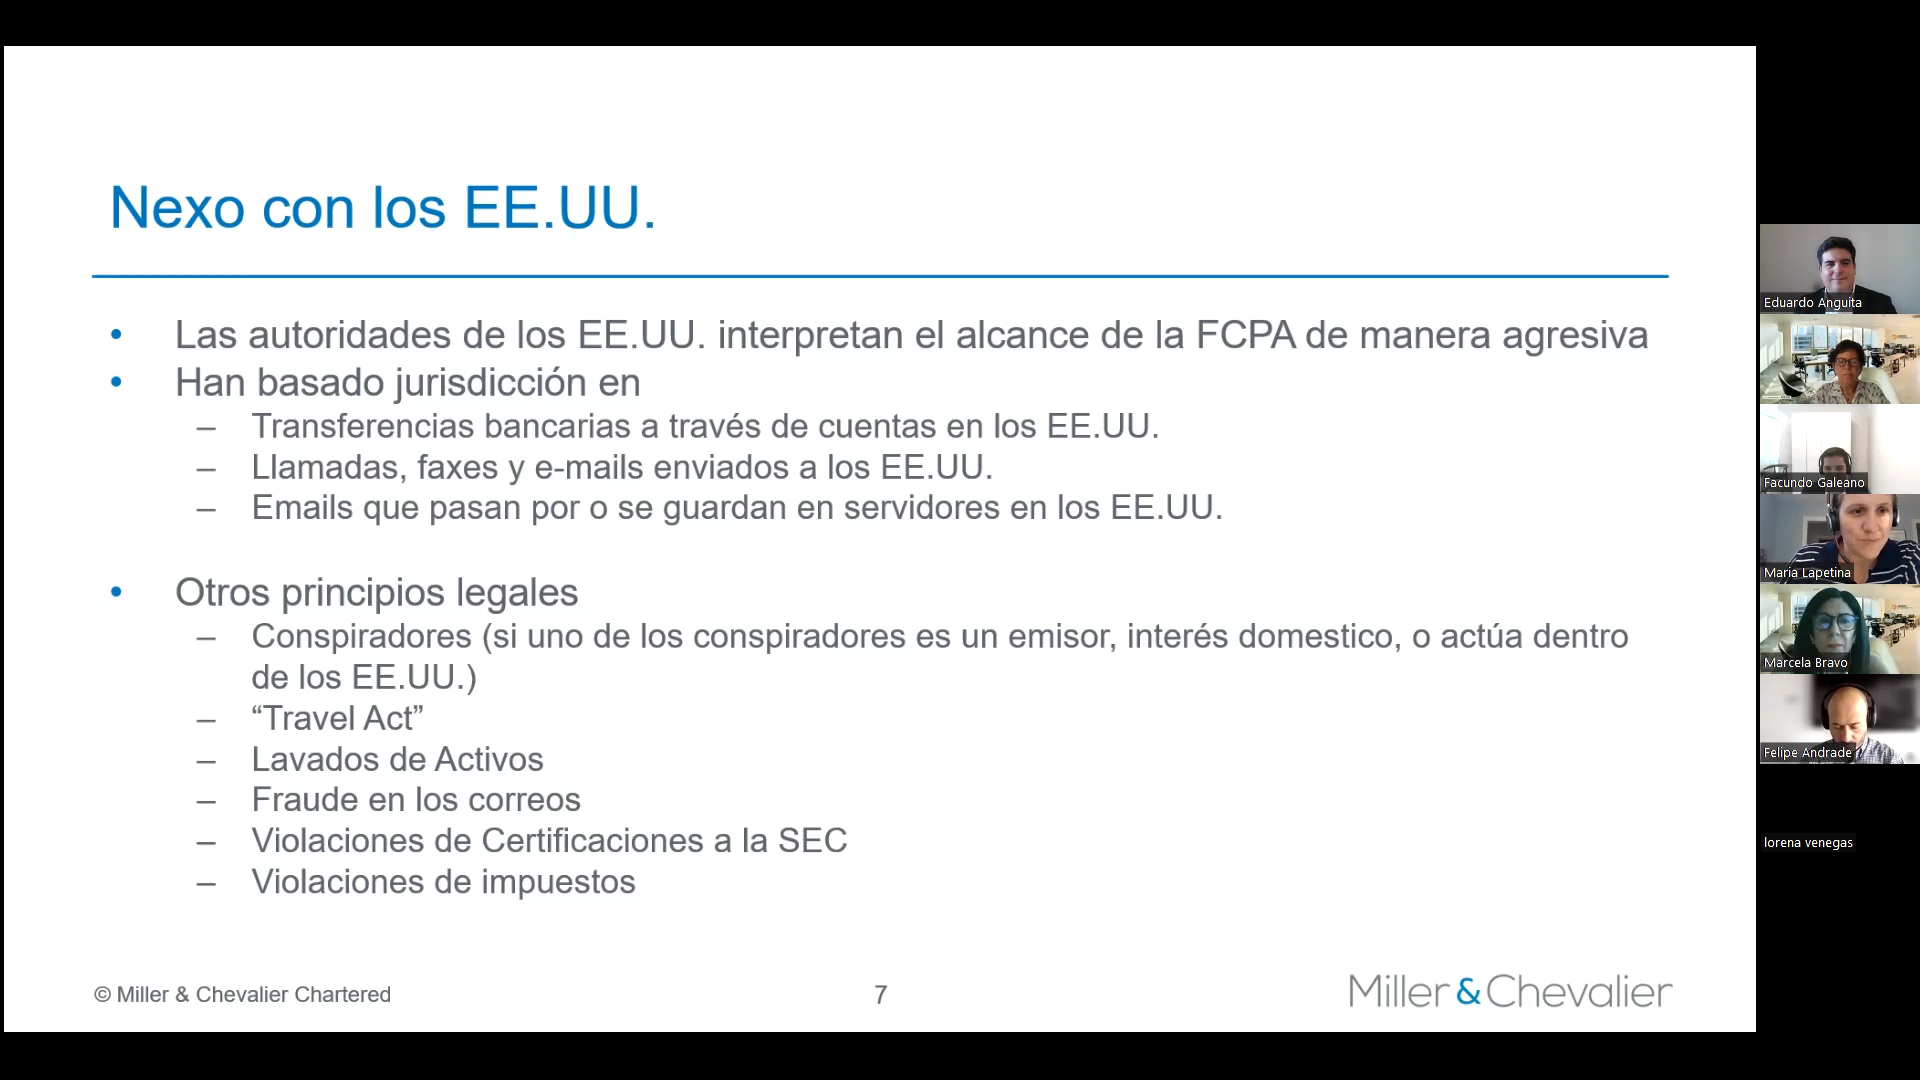 Nexo con los EE.UU.
• Las autoridades de los EE.UU. interpretan el alcance de la FCPA de manera agresiva
• Han basado jurisdicción en
– Transferencias bancarias a través de cuentas en los EE.UU.
– Llamadas, faxes y e-mails enviados a los EE.UU.
– Emails que pasan por o se guardan en servidores en los EE.UU.
• Otros principios legales
– Conspiradores (si uno de los conspiradores es un emisor, interés domestico, o actúa dentro
de los EE.UU.)
– “Travel Act”
– Lavados de Activos
– Fraude en los correos
– Violaciones de Certificaciones a la SEC
– Violaciones de impuestos
© Miller & Chevalier Chartered
7
Miller & Chevalier
Eduardo Anguita
Facundo Galeano
Maria Lapetina
Marcela Bravo
Felipe Andrade
lorena venegas